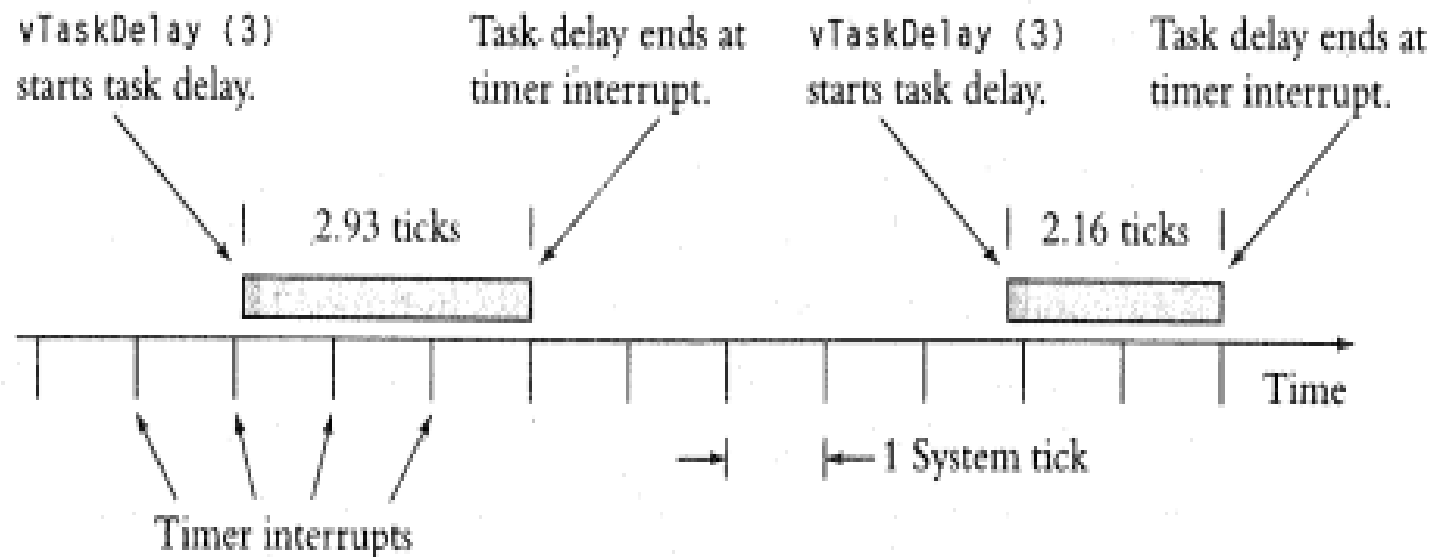 vTaskDelay (3)
starts task delay.
Task delay ends at
timer interrupt.
vTaskDelay (3)
starts task delay.
Task delay ends at
timer interrupt.
2.93 ticks
2.16 ticks
Time
1 System tick
Timer interrupts